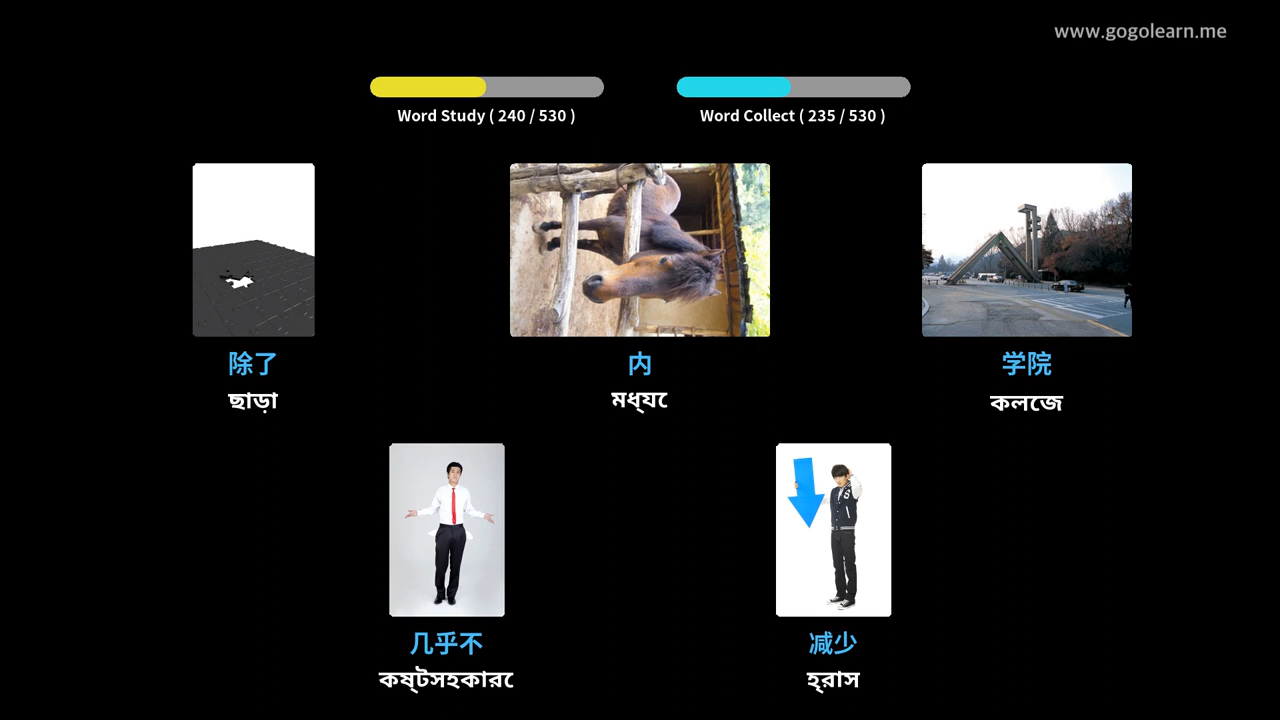 www.gogolearn.me
Word Study ( 240 / 530 )
Word Collect ( 235 / 530 )
除了
ছাড়া
内
মধ্যে
学院
কলেজ
几乎不
কষ্টসহকারে
减少
হ্রাস